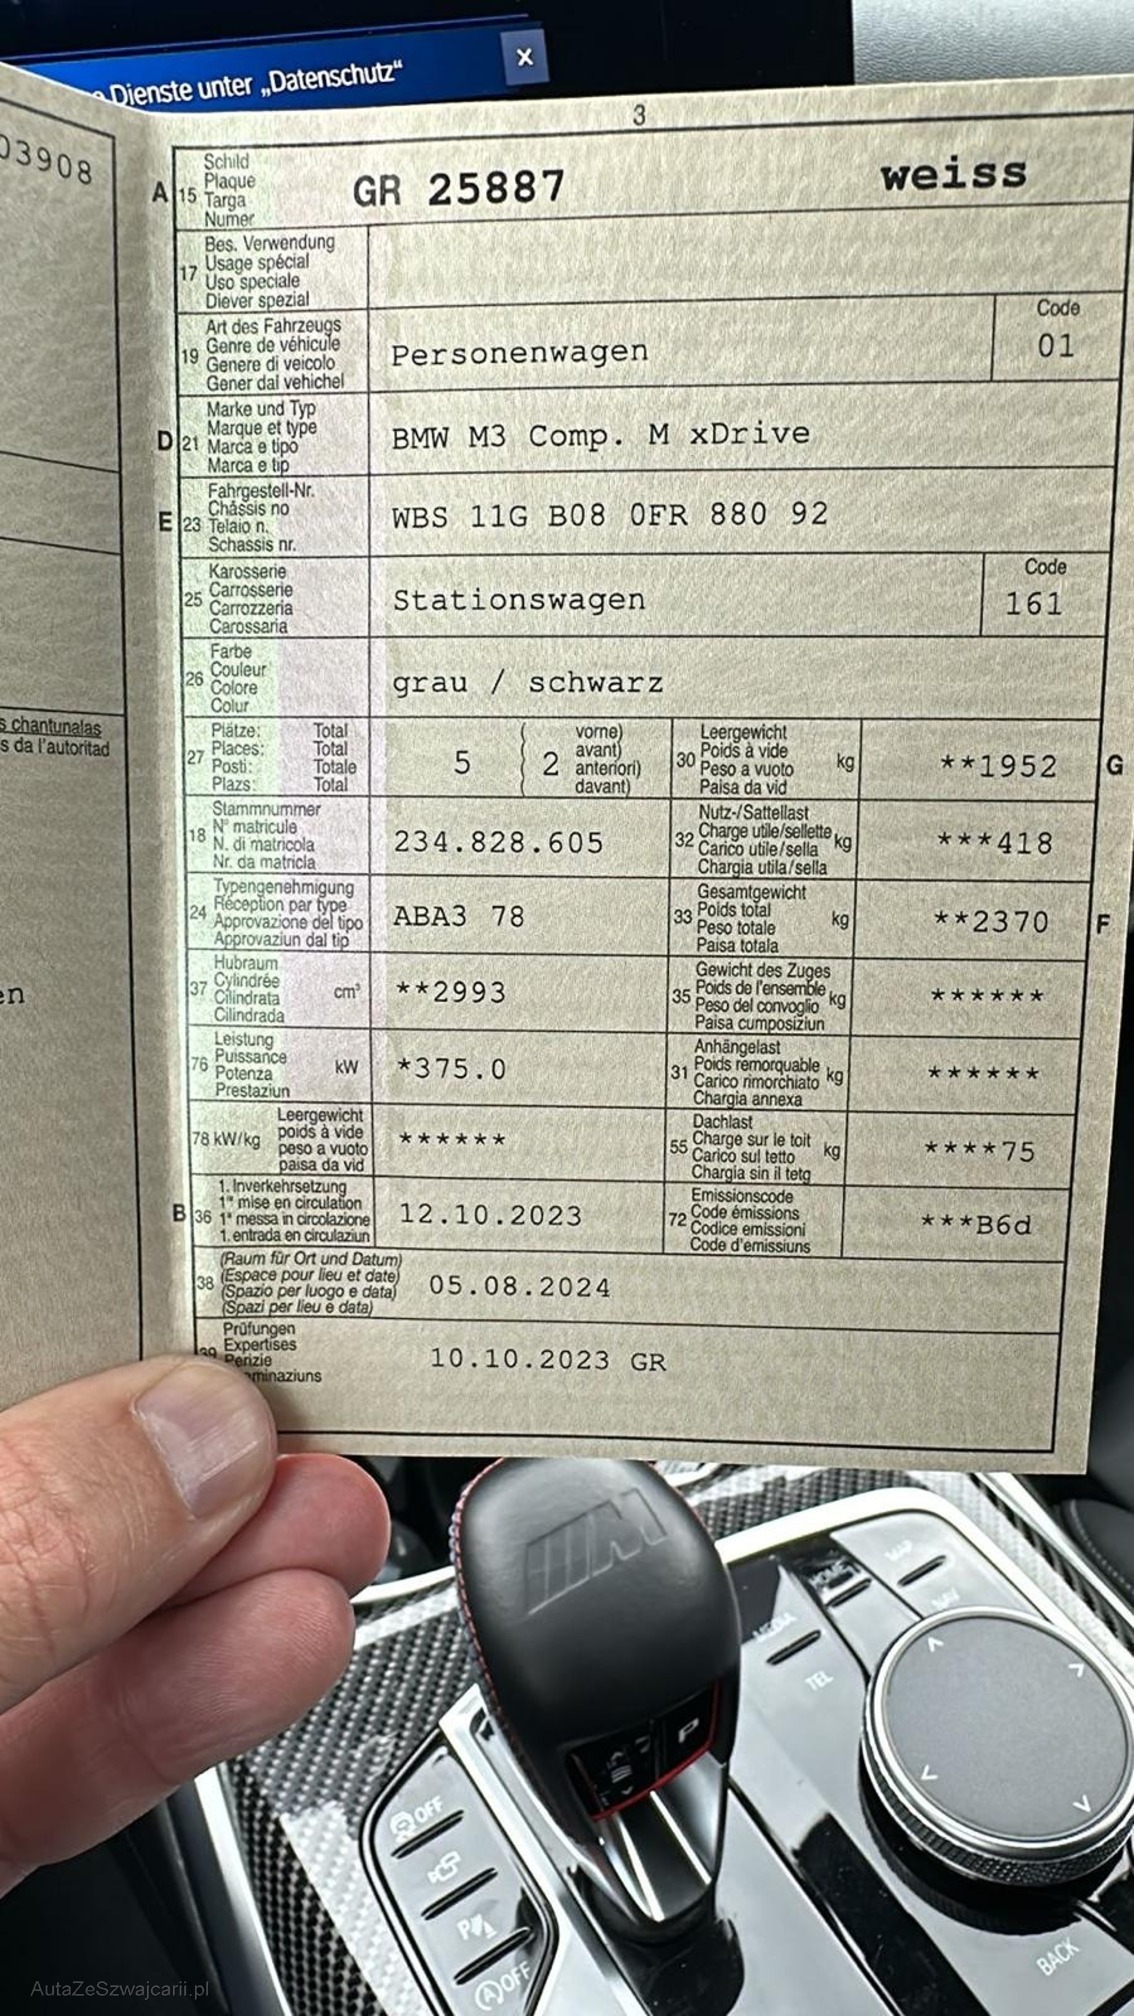 Dienste unter „Datenschutz“ ×
03908
3
A 15 Schild
Plaque
Targa
Numer
GR 25887 weiss
17 Bes. Verwendung
Usage spécial
Uso speciale
Diever spezial
19 Art des Fahrzeugs
Genre de véhicule
Genere di veicolo
Gener dal vehichel
Personenwagen
Code
01
D 21 Marke und Typ
Marque et type
Marca e tipo
Marca e tip
BMW M3 Comp. M xDrive
E 23 Fahrgestell-Nr.
Châssis no
Telaio n.
Schassis nr.
WBS 11G B08 0FR 880 92
25 Karosserie
Carrosserie
Carrozzeria
Carossaria
Stationswagen
Code
161
26 Farbe
Couleur
Colore
Colur
grau / schwarz
s chantunalas
s da l'autoritad
27 Plätze: Total
Places: Total
Posti: Totale
Plazs: Total
5 ( 2 vorne)
avant)
anteriori)
davant)
30 Leergewicht
Poids à vide
Peso a vuoto
Paisa da vid
kg **1952 G
18 Stammnummer
N° matricule
N. di matricola
Nr. da matricla
234.828.605
32 Nutz-/Sattellast
Charge utile/sellette
Carico utile/sella
Chargia utila/sella
kg ***418
24 Typengenehmigung
Réception par type
Approvazione del tipo
Approvaziun dal tip
ABA3 78
33 Gesamtgewicht
Poids total
Peso totale
Paisa totala
kg **2370 F
en
37 Hubraum
Cylindrée
Cilindrata
Cilindrada
cm³ **2993
35 Gewicht des Zuges
Poids de l'ensemble
Peso del convoglio
Paisa cumposiziun
kg ******
76 Leistung
Puissance
Potenza
Prestaziun
kW *375.0
31 Anhängelast
Poids remorquable
Carico rimorchiato
Chargia annexa
kg ******
78 kW/kg Leergewicht
poids à vide
peso a vuoto
paisa da vid
******
55 Dachlast
Charge sur le toit
Carico sul tetto
Chargia sin il tetg
kg ****75
B 36 1. Inverkehrsetzung
1re mise en circulation
1a messa in circolazione
1. entrada en circulaziun
12.10.2023
72 Emissionscode
Code émissions
Codice emissioni
Code d'emissiuns
***B6d
38 (Raum für Ort und Datum)
(Espace pour lieu et date)
(Spazio per luogo e data)
(Spazi per lieu e data)
05.08.2024
39 Prüfungen
Expertises
Perizie
minaziuns
10.10.2023 GR
M
HOME
MAP
MEDIA
NAV
TEL
P
OFF
P
(A)OFF
BACK
AutaZeSzwajcarii.pl